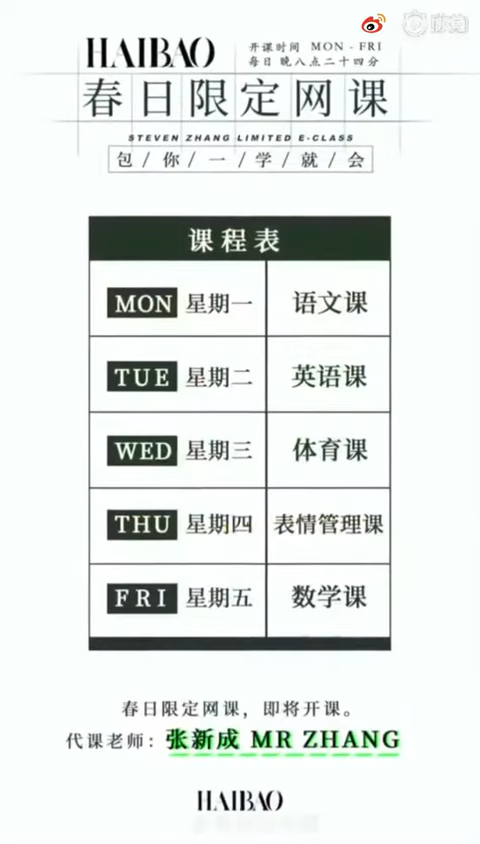 欣赏
HAIBAO
开课时间 MON - FRI
每日 晚八点二十四分
春日限定网课
STEVEN ZHANG LIMITED E-CLASS
包/你/一/学/就/会
课程表
MON 星期一 语文课
TUE 星期二 英语课
WED 星期三 体育课
THU 星期四 表情管理课
FRI 星期五 数学课
春日限定网课，即将开课。
代课老师：张新成 MR ZHANG
HAIBAO